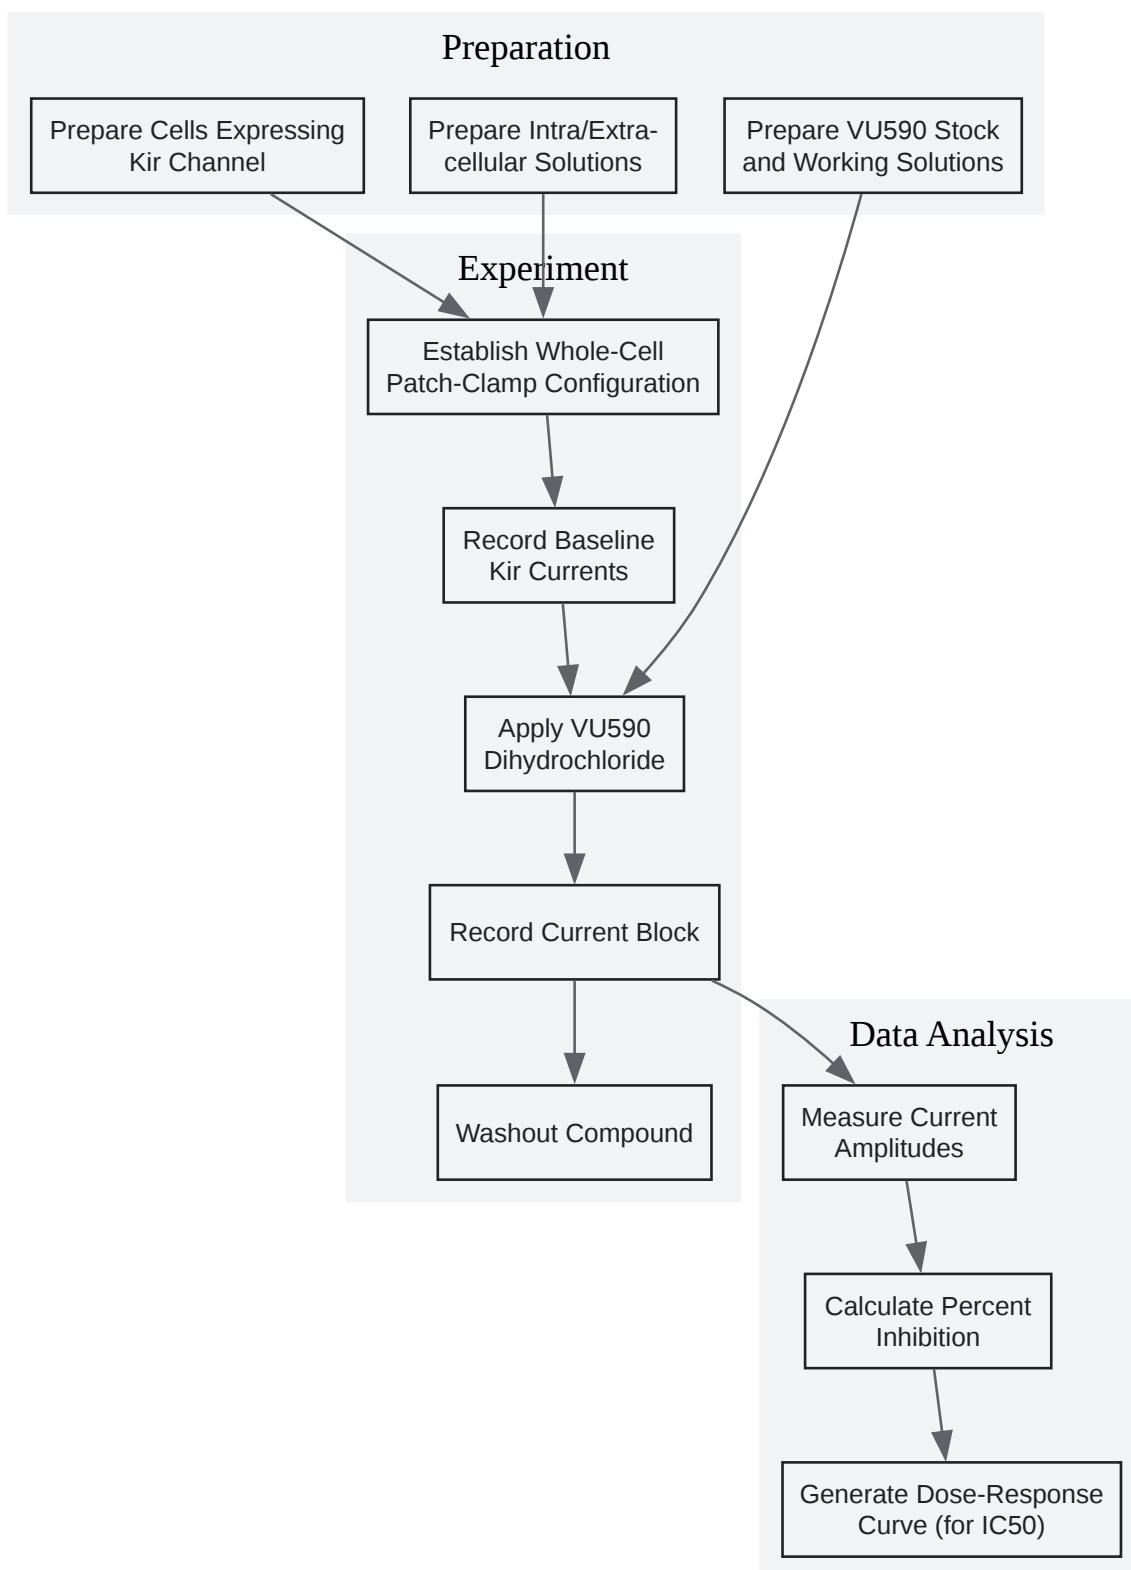 Preparation
Prepare Cells Expressing
Kir Channel
Prepare Intra/Extra-
cellular Solutions
Prepare VU590 Stock
and Working Solutions
Experiment
Establish Whole-Cell
Patch-Clamp Configuration
Record Baseline
Kir Currents
Apply VU590
Dihydrochloride
Record Current Block
Washout Compound
Data Analysis
Measure Current
Amplitudes
Calculate Percent
Inhibition
Generate Dose-Response
Curve (for IC50)